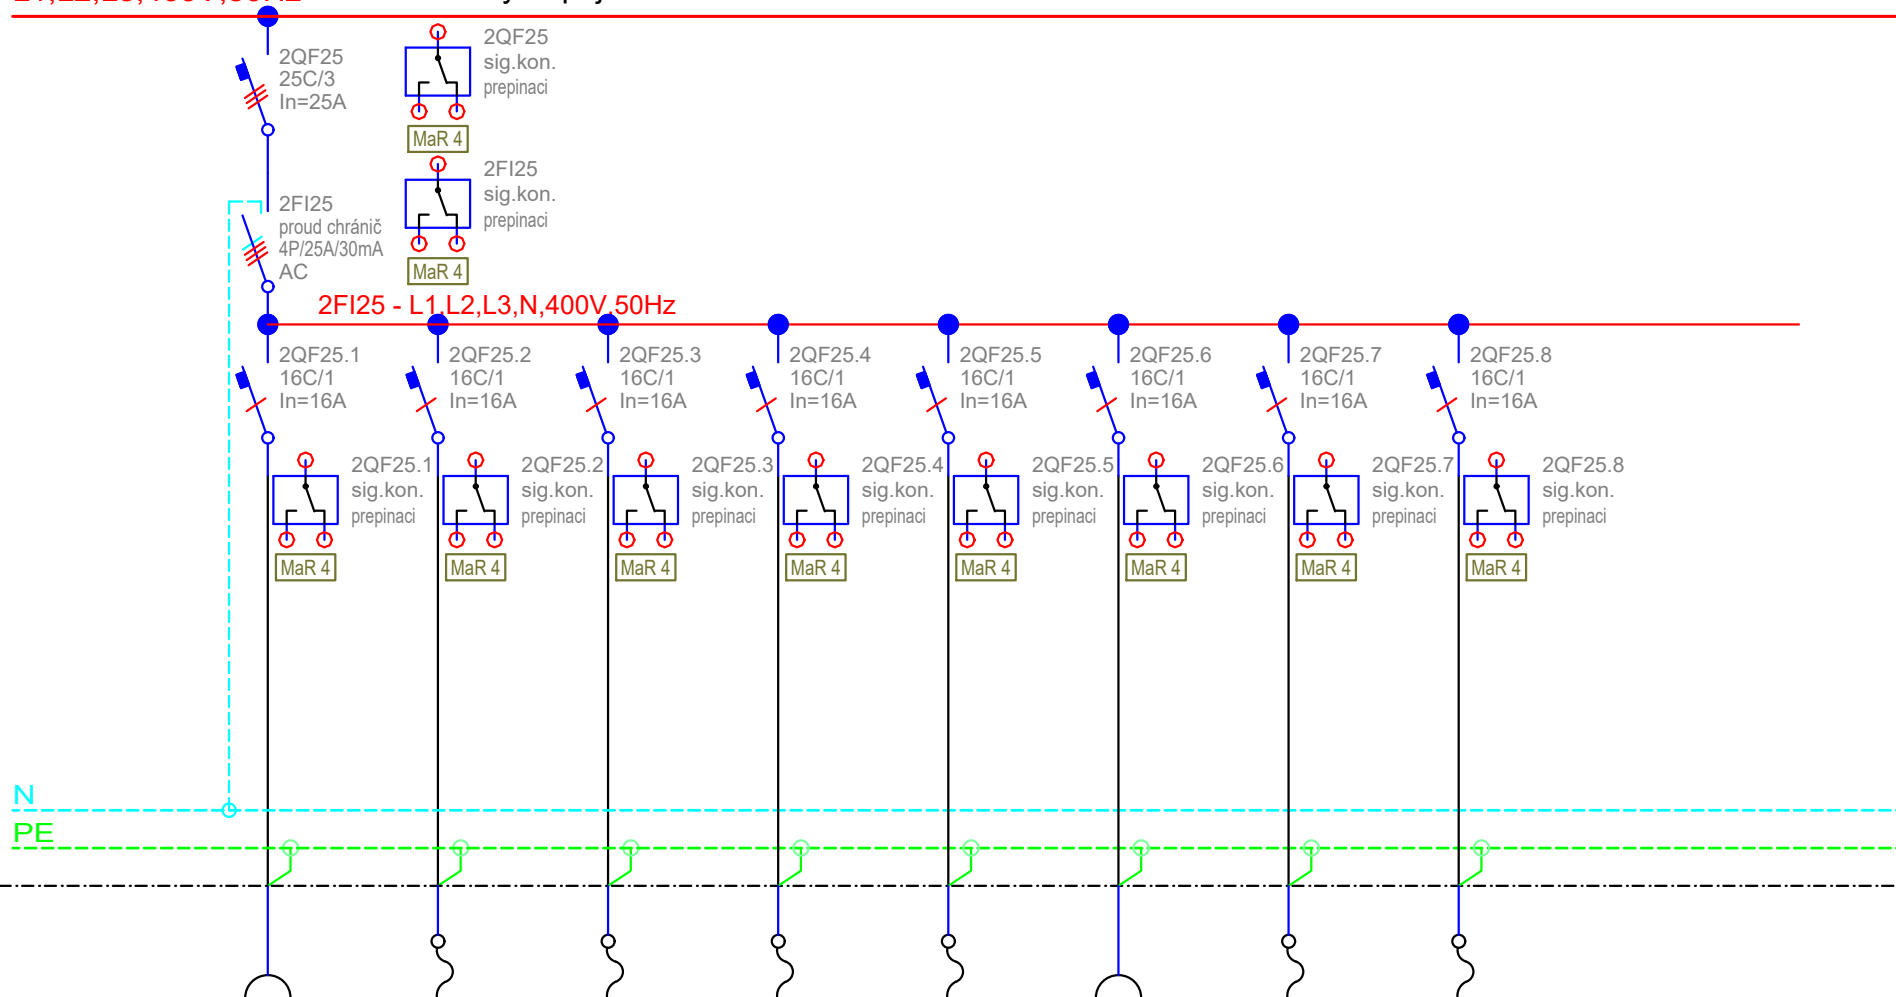 2QF25
25C/3
In=25A
2QF25
sig.kon.
prepinaci
MaR 4
2FI25
proud chránič
4P/25A/30mA
AC
2FI25
sig.kon.
prepinaci
MaR 4
2FI25 - L1,L2,L3,N,400V,50Hz
2QF25.1
16C/1
In=16A
2QF25.2
16C/1
In=16A
2QF25.3
16C/1
In=16A
2QF25.4
16C/1
In=16A
2QF25.5
16C/1
In=16A
2QF25.6
16C/1
In=16A
2QF25.7
16C/1
In=16A
2QF25.8
16C/1
In=16A
2QF25.1
sig.kon.
prepinaci
MaR 4
2QF25.2
sig.kon.
prepinaci
MaR 4
2QF25.3
sig.kon.
prepinaci
MaR 4
2QF25.4
sig.kon.
prepinaci
MaR 4
2QF25.5
sig.kon.
prepinaci
MaR 4
2QF25.6
sig.kon.
prepinaci
MaR 4
2QF25.7
sig.kon.
prepinaci
MaR 4
2QF25.8
sig.kon.
prepinaci
MaR 4
N
PE